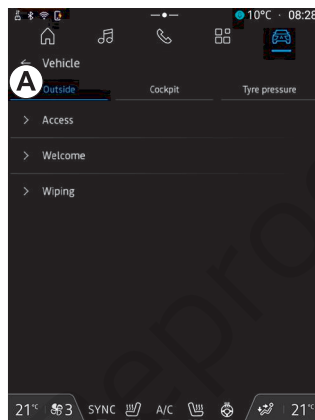 10°C · 08:28
← Vehicle
A
Outside Cockpit Tyre pressure
> Access
> Welcome
> Wiping
21°C 3 SYNC A/C 21°